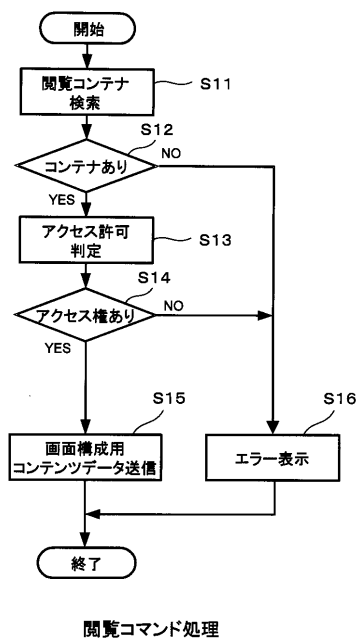 開始
閲覧コンテナ
検索
S11
S12
コンテナあり
NO
YES
アクセス許可
判定
S13
S14
アクセス権あり
NO
YES
S15
画面構成用
コンテンツデータ送信
S16
エラー表示
終了
閲覧コマンド処理